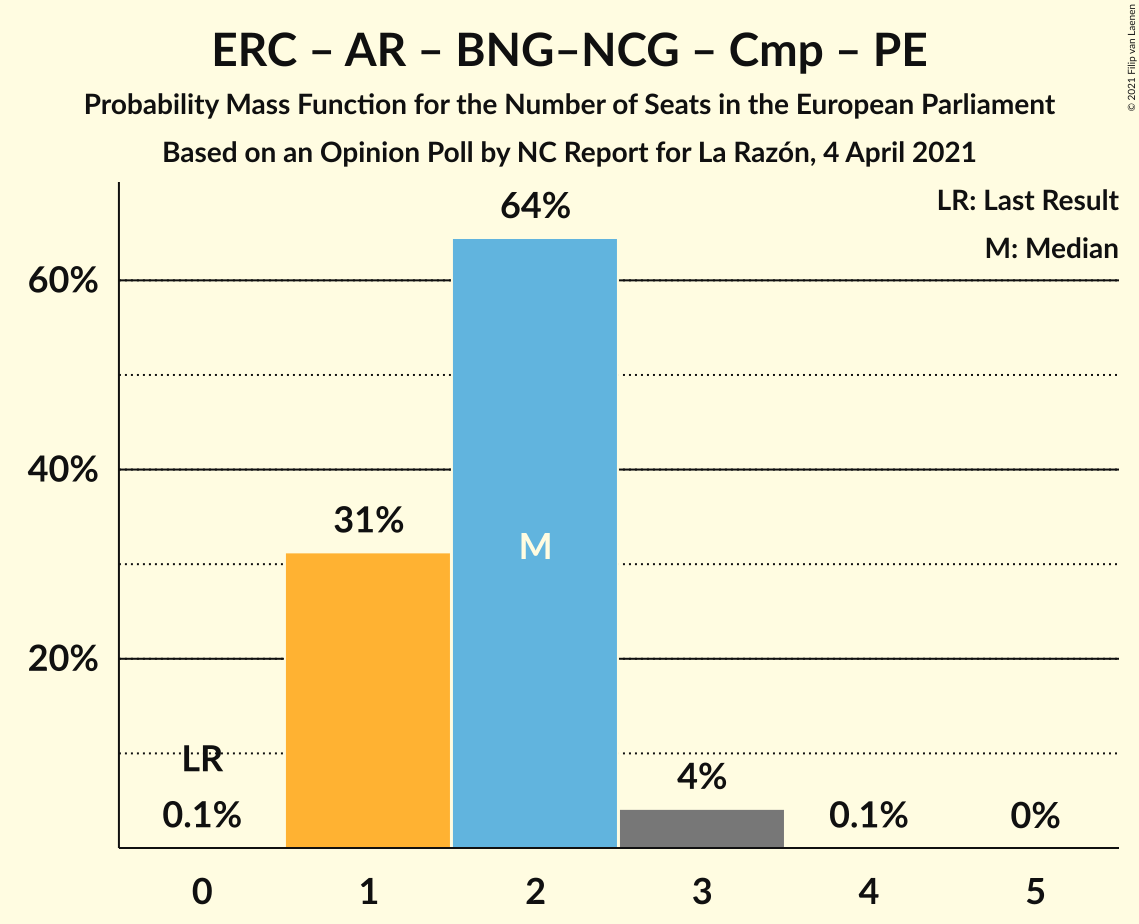 ERC – AR – BNG–NCG – Cmp – PE
Probability Mass Function for the Number of Seats in the European Parliament
Based on an Opinion Poll by NC Report for La Razón, 4 April 2021
© 2021 Filip van Laenen
LR: Last Result
M: Median
64%
60%
40%
31%
M
20%
LR
0.1%
4%
0.1%
0%
0 1 2 3 4 5